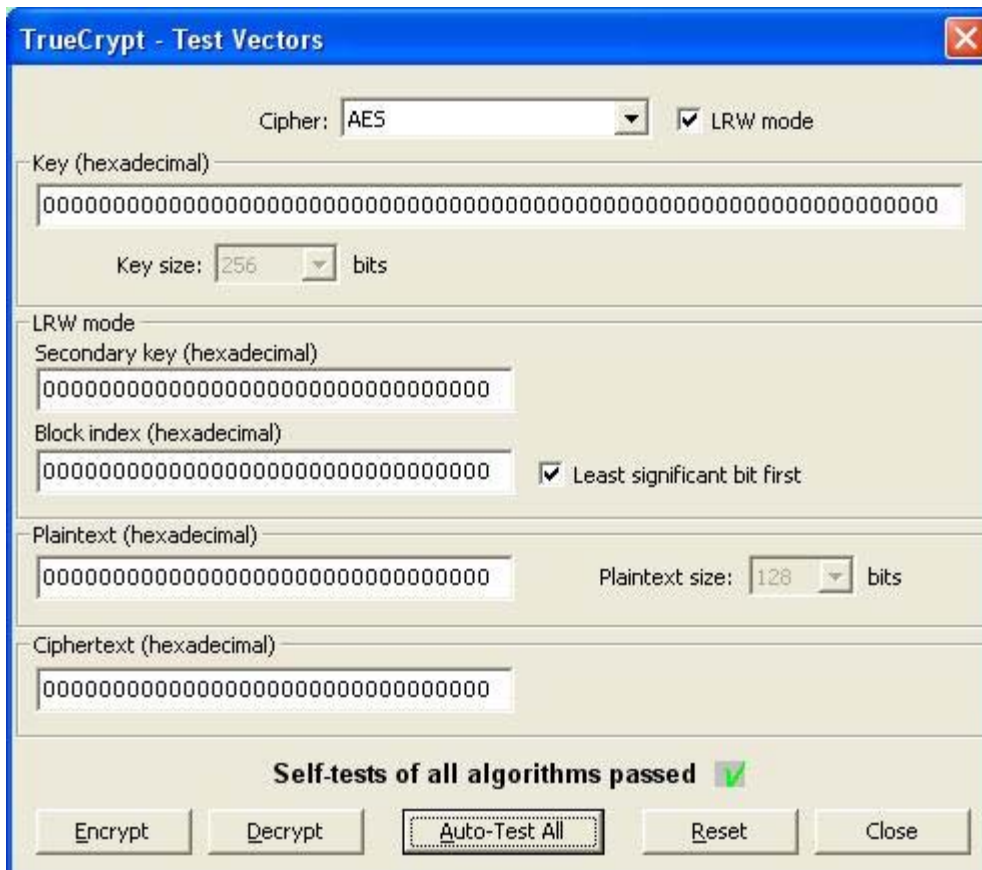 TrueCrypt - Test Vectors
Cipher: AES LRW mode
Key (hexadecimal)
0000000000000000000000000000000000000000000000000000000000000000
Key size: 256 bits
LRW mode
Secondary key (hexadecimal)
00000000000000000000000000000000
Block index (hexadecimal)
00000000000000000000000000000000 Least significant bit first
Plaintext (hexadecimal)
00000000000000000000000000000000 Plaintext size: 128 bits
Ciphertext (hexadecimal)
00000000000000000000000000000000
Self-tests of all algorithms passed
Encrypt Decrypt Auto-Test All Reset Close